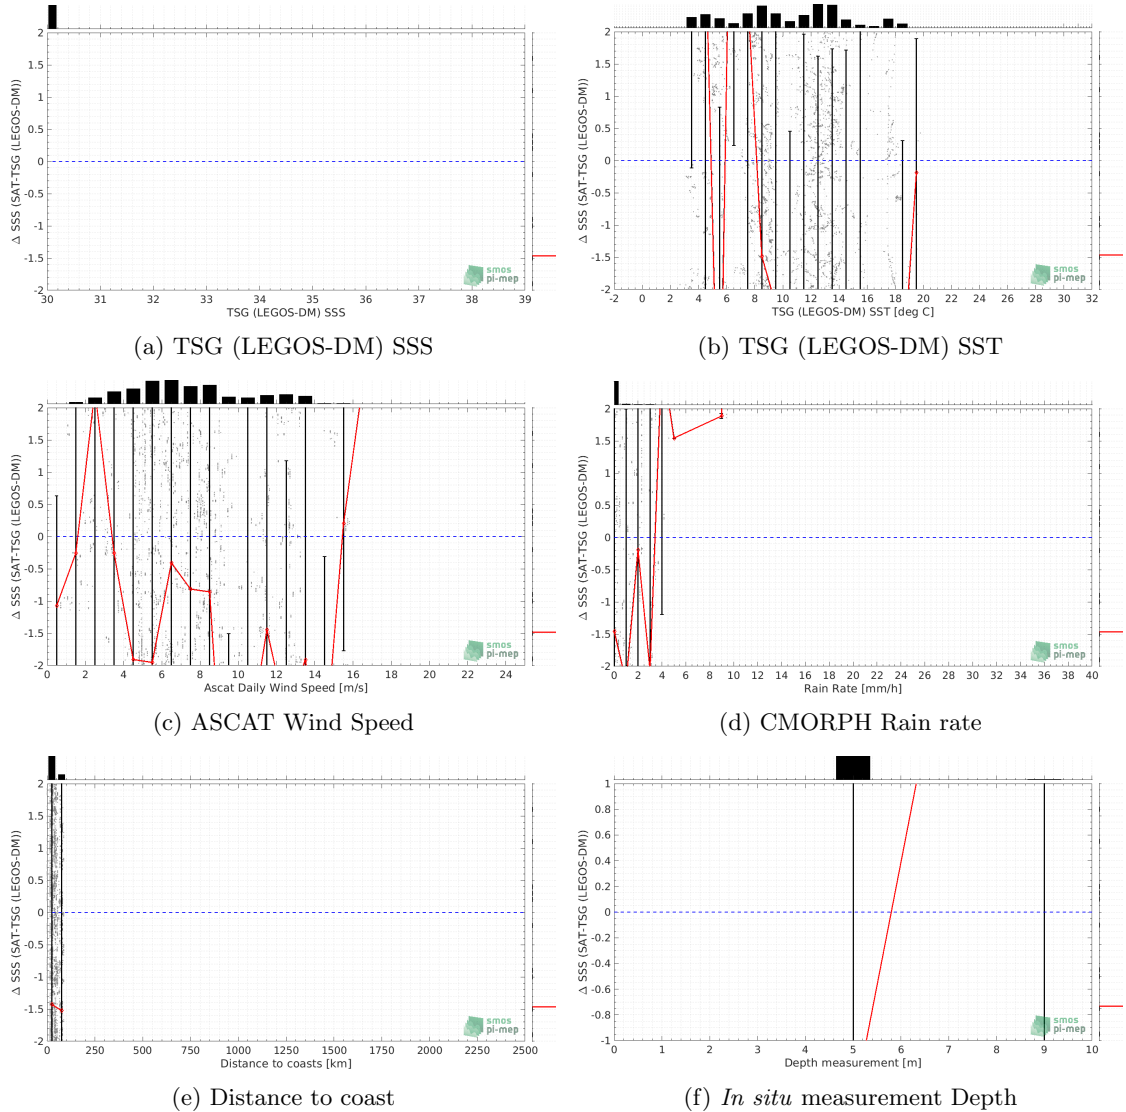 2
1.5
1
0.5
0
-0.5
-1
-1.5
-2
Δ SSS (SAT-TSG (LEGOS-DM))
30 31 32 33 34 35 36 37 38 39
TSG (LEGOS-DM) SSS
smos
pi-mep
(a) TSG (LEGOS-DM) SSS
2
1.5
1
0.5
0
-0.5
-1
-1.5
-2
Δ SSS (SAT-TSG (LEGOS-DM))
-2 0 2 4 6 8 10 12 14 16 18 20 22 24 26 28 30 32
TSG (LEGOS-DM) SST [deg C]
smos
pi-mep
(b) TSG (LEGOS-DM) SST
2
1.5
1
0.5
0
-0.5
-1
-1.5
-2
Δ SSS (SAT-TSG (LEGOS-DM))
0 2 4 6 8 10 12 14 16 18 20 22 24
Ascat Daily Wind Speed [m/s]
smos
pi-mep
(c) ASCAT Wind Speed
2
1.5
1
0.5
0
-0.5
-1
-1.5
-2
Δ SSS (SAT-TSG (LEGOS-DM))
0 2 4 6 8 10 12 14 16 18 20 22 24 26 28 30 32 34 36 38 40
Rain Rate [mm/h]
smos
pi-mep
(d) CMORPH Rain rate
2
1.5
1
0.5
0
-0.5
-1
-1.5
-2
Δ SSS (SAT-TSG (LEGOS-DM))
0 250 500 750 1000 1250 1500 1750 2000 2250 2500
Distance to coasts [km]
smos
pi-mep
(e) Distance to coast
1
0.8
0.6
0.4
0.2
0
-0.2
-0.4
-0.6
-0.8
-1
Δ SSS (SAT-TSG (LEGOS-DM))
0 1 2 3 4 5 6 7 8 9 10
Depth measurement [m]
smos
pi-mep
(f) In situ measurement Depth